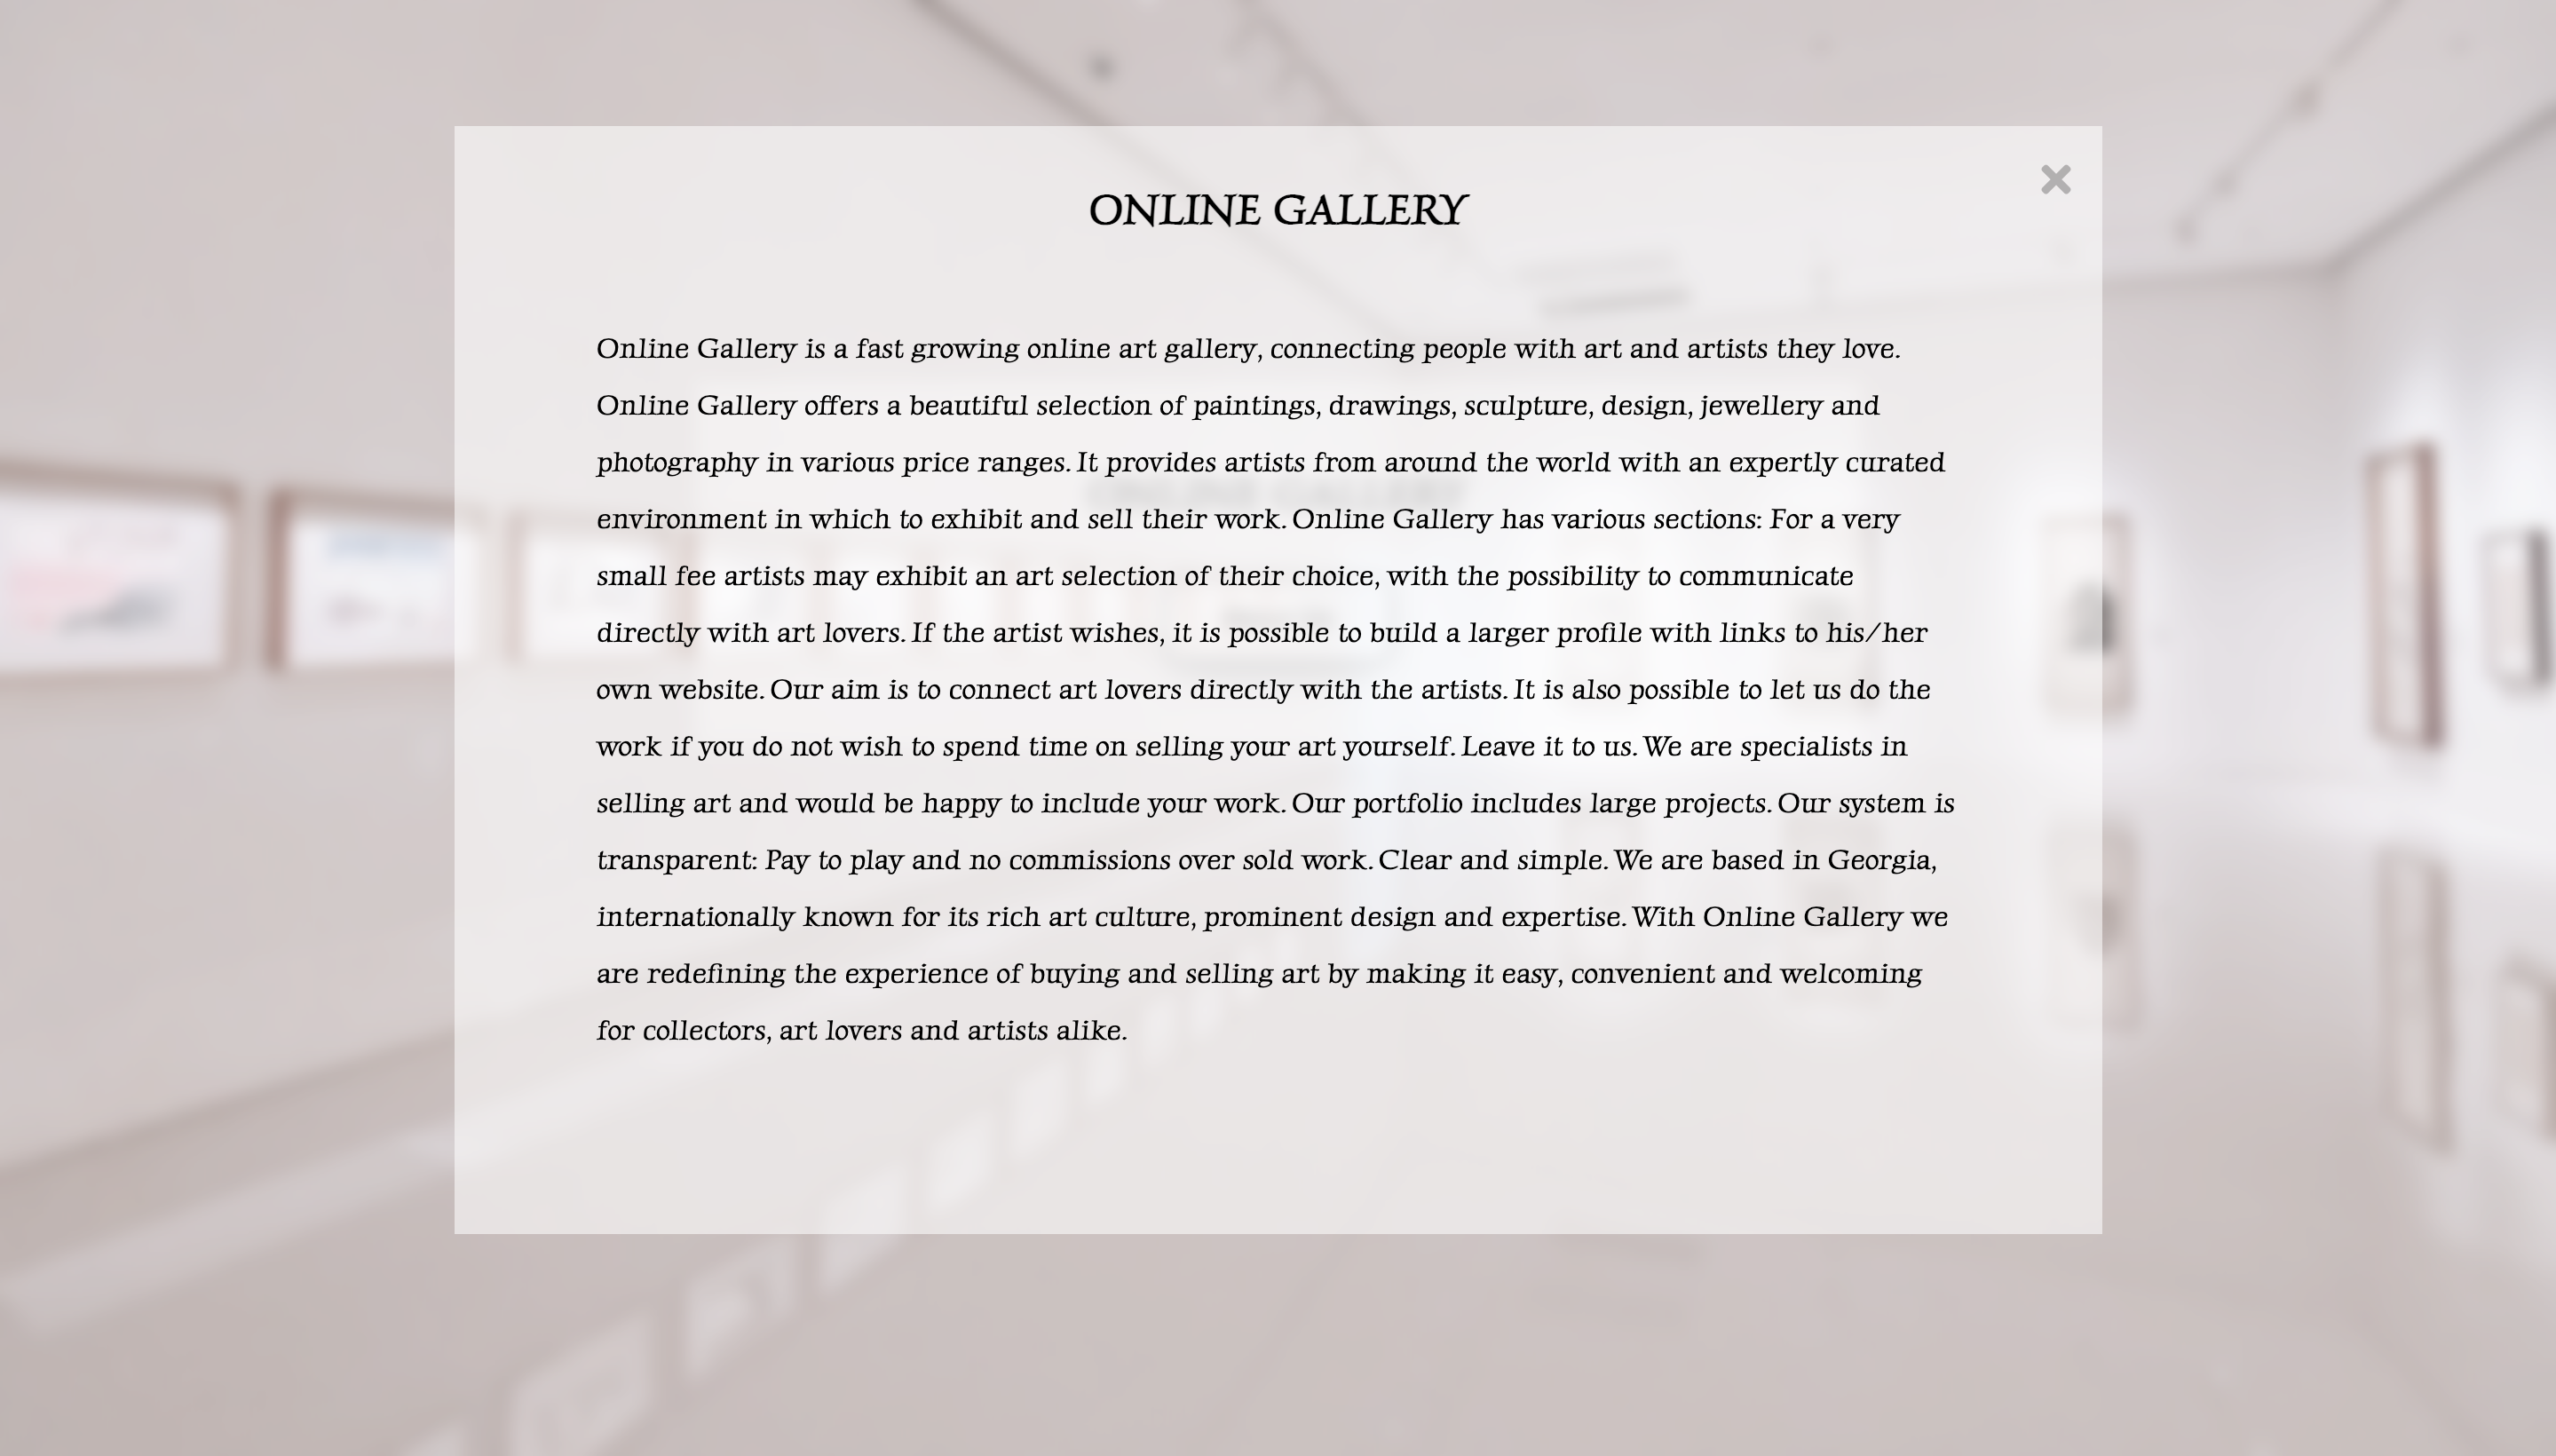 ONLINE GALLERY
Online Gallery is a fast growing online art gallery, connecting people with art and artists they love.
Online Gallery offers a beautiful selection of paintings, drawings, sculpture, design, jewellery and
photography in various price ranges. It provides artists from around the world with an expertly curated
environment in which to exhibit and sell their work. Online Gallery has various sections: For a very
small fee artists may exhibit an art selection of their choice, with the possibility to communicate
directly with art lovers. If the artist wishes, it is possible to build a larger profile with links to his/her
own website. Our aim is to connect art lovers directly with the artists. It is also possible to let us do the
work if you do not wish to spend time on selling your art yourself. Leave it to us. We are specialists in
selling art and would be happy to include your work. Our portfolio includes large projects. Our system is
transparent: Pay to play and no commissions over sold work. Clear and simple. We are based in Georgia,
internationally known for its rich art culture, prominent design and expertise. With Online Gallery we
are redefining the experience of buying and selling art by making it easy, convenient and welcoming
for collectors, art lovers and artists alike.